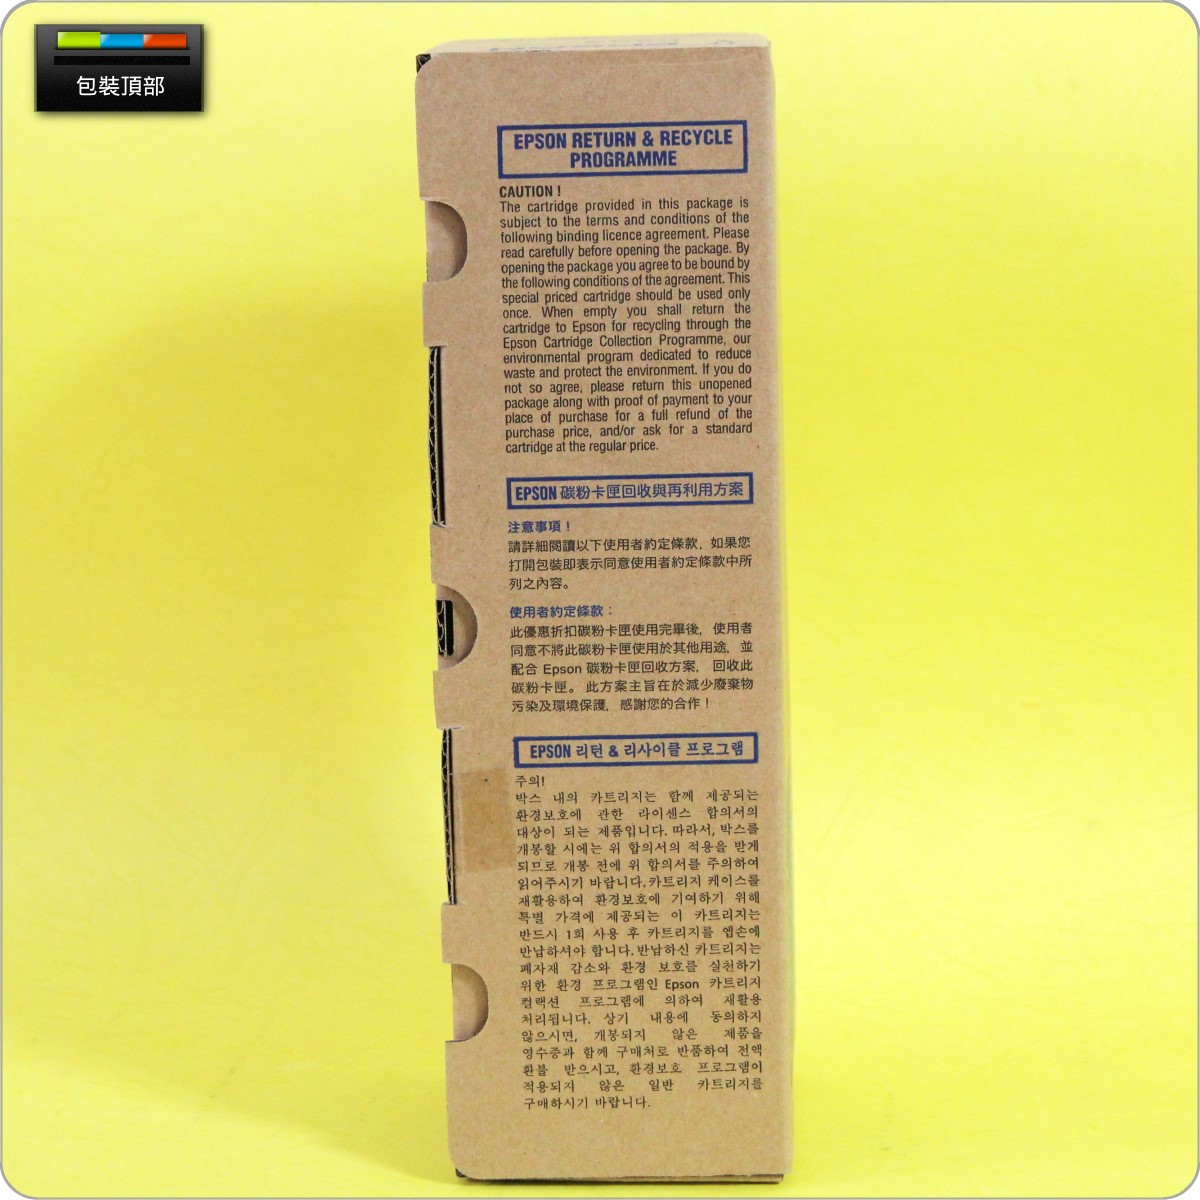 包裝頂部
EPSON RETURN & RECYCLE
PROGRAMME
CAUTION !
The cartridge provided in this package is
subject to the terms and conditions of the
following binding licence agreement. Please
read carefully before opening the package. By
opening the package you agree to be bound by
the following conditions of the agreement. This
special priced cartridge should be used only
once. When empty you shall return the
cartridge to Epson for recycling through the
Epson Cartridge Collection Programme, our
environmental program dedicated to reduce
waste and protect the environment. If you do
not so agree, please return this unopened
package along with proof of payment to your
place of purchase for a full refund of the
purchase price, and/or ask for a standard
cartridge at the regular price.
EPSON 碳粉卡匣回收與再利用方案
注意事項！
請詳細閱讀以下使用者約定條款，如果您
打開包裝即表示同意使用者約定條款中所
列之內容。
使用者約定條款：
此優惠折扣碳粉卡匣使用完畢後，使用者
同意不將此碳粉卡匣使用於其他用途，並
配合 Epson 碳粉卡匣回收方案，回收此
碳粉卡匣。此方案主旨在於減少廢棄物
污染及環境保護，感謝您的合作！
EPSON 리턴 & 리사이클 프로그램
주의!
박스 내의 카트리지는 함께 제공되는
환경보호에 관한 라이센스 합의서의
대상이 되는 제품입니다. 따라서, 박스를
개봉할 시에는 위 합의서의 적용을 받게
되므로 개봉 전에 위 합의서를 주의하여
읽어주시기 바랍니다. 카트리지 케이스를
재활용하여 환경보호에 기여하기 위해
특별 가격에 제공되는 이 카트리지는
반드시 1회 사용 후 카트리지를 엡손에
반납하셔야 합니다. 반납하신 카트리지는
폐자재 감소와 환경 보호를 실천하기
위한 환경 프로그램인 Epson 카트리지
컬랙션 프로그램에 의하여 재활용
처리됩니다. 상기 내용에 동의하지
않으시면, 개봉되지 않은 제품을
영수증과 함께 구매처로 반품하여 전액
환불 받으시고, 환경보호 프로그램이
적용되지 않은 일반 카트리지를
구매하시기 바랍니다.